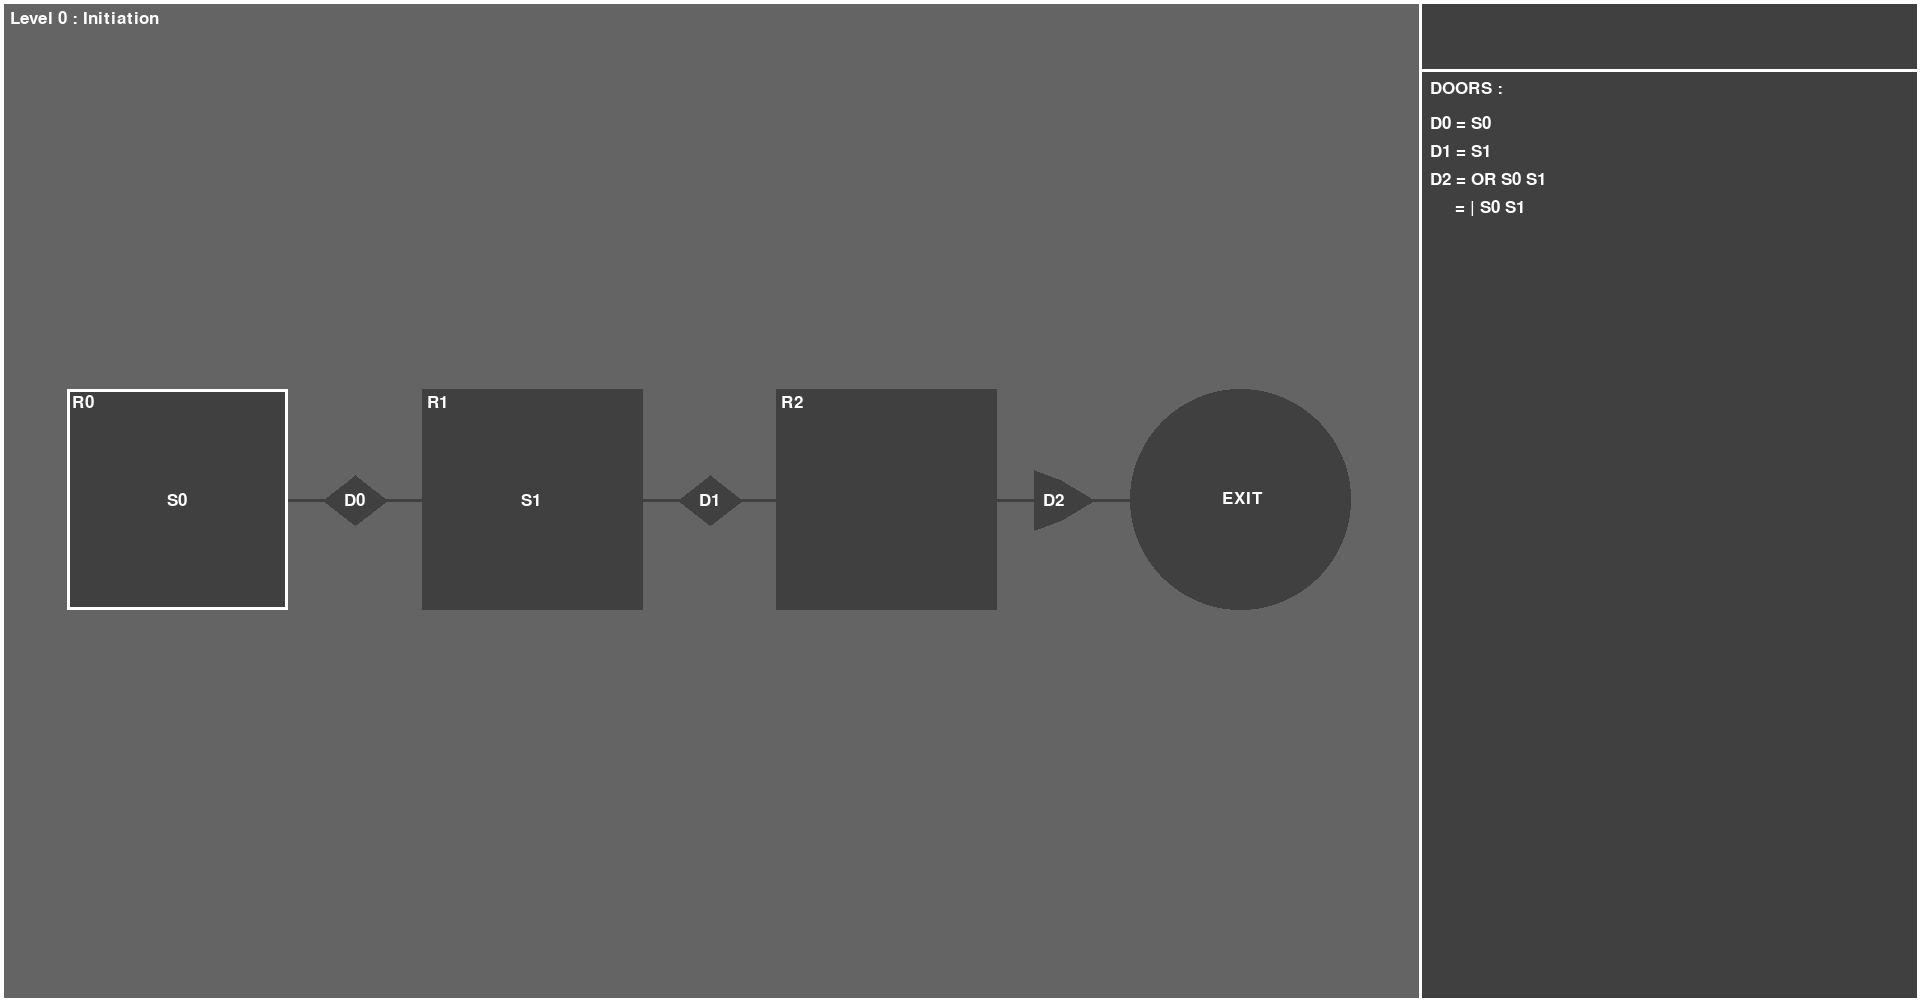 Level 0 : Initiation
DOORS :
D0 = S0
D1 = S1
D2 = OR S0 S1
= | S0 S1
R0
R1
R2
S0
D0
S1
D1
D2
EXIT